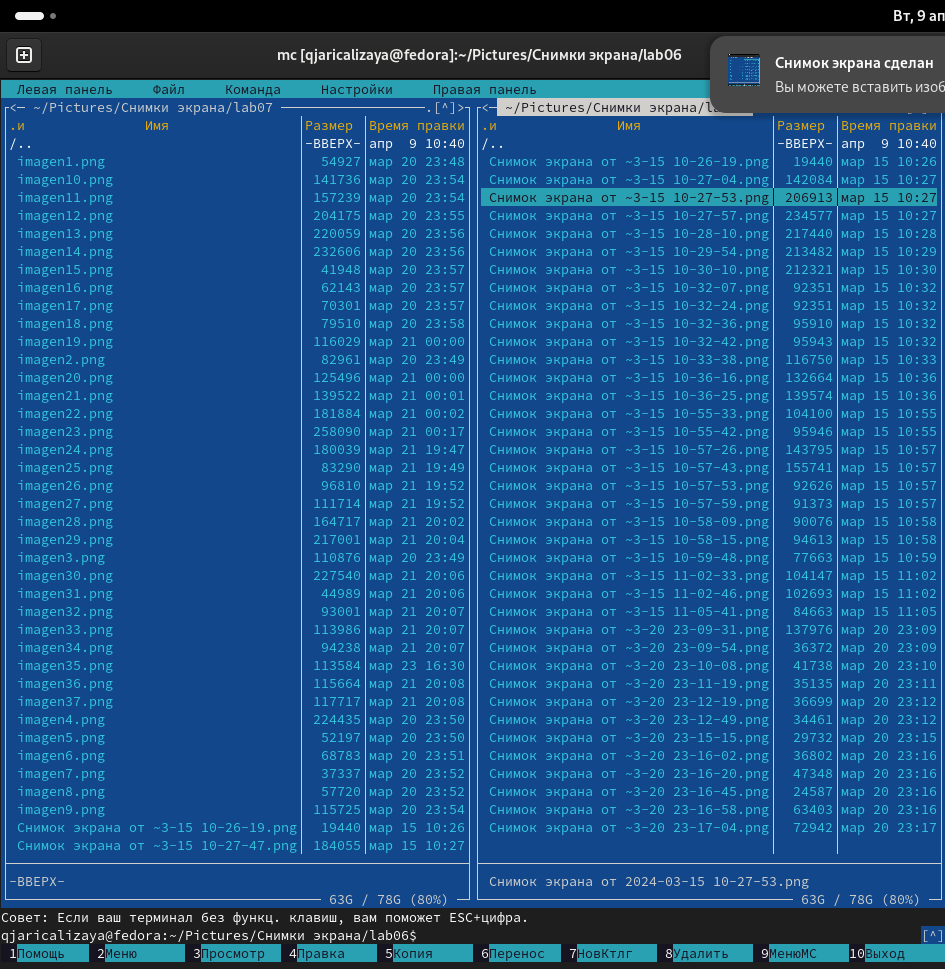 Вт, 9 ап
mc [qjaricalizaya@fedora]:~/Pictures/Снимки экрана/lab06
Снимок экрана сделан
Вы можете вставить изоб
Левая панель Файл Команда Настройки Правая панель
<─ ~/Pictures/Снимки экрана/lab07 .[^]>
.и Имя Размер Время правки
/.. -ВВЕРХ- апр 9 10:40
imagen1.png 54927 мар 20 23:48
imagen10.png 141736 мар 20 23:54
imagen11.png 157239 мар 20 23:54
imagen12.png 204175 мар 20 23:55
imagen13.png 220059 мар 20 23:56
imagen14.png 232606 мар 20 23:56
imagen15.png 41948 мар 20 23:57
imagen16.png 62143 мар 20 23:57
imagen17.png 70301 мар 20 23:57
imagen18.png 79510 мар 20 23:58
imagen19.png 116029 мар 21 00:00
imagen2.png 82961 мар 20 23:49
imagen20.png 125496 мар 21 00:00
imagen21.png 139522 мар 21 00:01
imagen22.png 181884 мар 21 00:02
imagen23.png 258090 мар 21 00:17
imagen24.png 180039 мар 21 19:47
imagen25.png 83290 мар 21 19:49
imagen26.png 96810 мар 21 19:52
imagen27.png 111714 мар 21 19:52
imagen28.png 164717 мар 21 20:02
imagen29.png 217001 мар 21 20:04
imagen3.png 110876 мар 20 23:49
imagen30.png 227540 мар 21 20:06
imagen31.png 44989 мар 21 20:06
imagen32.png 93001 мар 21 20:07
imagen33.png 113986 мар 21 20:07
imagen34.png 94238 мар 21 20:07
imagen35.png 113584 мар 23 16:30
imagen36.png 115664 мар 21 20:08
imagen37.png 117717 мар 21 20:08
imagen4.png 224435 мар 20 23:50
imagen5.png 52197 мар 20 23:50
imagen6.png 68783 мар 20 23:51
imagen7.png 37337 мар 20 23:52
imagen8.png 57720 мар 20 23:52
imagen9.png 115725 мар 20 23:54
Снимок экрана от ~3-15 10-26-19.png 19440 мар 15 10:26
Снимок экрана от ~3-15 10-27-47.png 184055 мар 15 10:27
-ВВЕРХ-
63G / 78G (80%)
<─ ~/Pictures/Снимки экрана/l
.и Имя Размер Время правки
/.. -ВВЕРХ- апр 9 10:40
Снимок экрана от ~3-15 10-26-19.png 19440 мар 15 10:26
Снимок экрана от ~3-15 10-27-04.png 142084 мар 15 10:27
Снимок экрана от ~3-15 10-27-53.png 206913 мар 15 10:27
Снимок экрана от ~3-15 10-27-57.png 234577 мар 15 10:27
Снимок экрана от ~3-15 10-28-10.png 217440 мар 15 10:28
Снимок экрана от ~3-15 10-29-54.png 213482 мар 15 10:29
Снимок экрана от ~3-15 10-30-10.png 212321 мар 15 10:30
Снимок экрана от ~3-15 10-32-07.png 92351 мар 15 10:32
Снимок экрана от ~3-15 10-32-24.png 92351 мар 15 10:32
Снимок экрана от ~3-15 10-32-36.png 95910 мар 15 10:32
Снимок экрана от ~3-15 10-32-42.png 95943 мар 15 10:32
Снимок экрана от ~3-15 10-33-38.png 116750 мар 15 10:33
Снимок экрана от ~3-15 10-36-16.png 132664 мар 15 10:36
Снимок экрана от ~3-15 10-36-25.png 139574 мар 15 10:36
Снимок экрана от ~3-15 10-55-33.png 104100 мар 15 10:55
Снимок экрана от ~3-15 10-55-42.png 95946 мар 15 10:55
Снимок экрана от ~3-15 10-57-26.png 143795 мар 15 10:57
Снимок экрана от ~3-15 10-57-43.png 155741 мар 15 10:57
Снимок экрана от ~3-15 10-57-53.png 92626 мар 15 10:57
Снимок экрана от ~3-15 10-57-59.png 91373 мар 15 10:57
Снимок экрана от ~3-15 10-58-09.png 90076 мар 15 10:58
Снимок экрана от ~3-15 10-58-15.png 94613 мар 15 10:58
Снимок экрана от ~3-15 10-59-48.png 77663 мар 15 10:59
Снимок экрана от ~3-15 11-02-33.png 104147 мар 15 11:02
Снимок экрана от ~3-15 11-02-46.png 102693 мар 15 11:02
Снимок экрана от ~3-15 11-05-41.png 84663 мар 15 11:05
Снимок экрана от ~3-20 23-09-31.png 137976 мар 20 23:09
Снимок экрана от ~3-20 23-09-54.png 36372 мар 20 23:09
Снимок экрана от ~3-20 23-10-08.png 41738 мар 20 23:10
Снимок экрана от ~3-20 23-11-19.png 35135 мар 20 23:11
Снимок экрана от ~3-20 23-12-19.png 36699 мар 20 23:12
Снимок экрана от ~3-20 23-12-49.png 34461 мар 20 23:12
Снимок экрана от ~3-20 23-15-15.png 29732 мар 20 23:15
Снимок экрана от ~3-20 23-16-02.png 36802 мар 20 23:16
Снимок экрана от ~3-20 23-16-20.png 47348 мар 20 23:16
Снимок экрана от ~3-20 23-16-45.png 24587 мар 20 23:16
Снимок экрана от ~3-20 23-16-58.png 63403 мар 20 23:16
Снимок экрана от ~3-20 23-17-04.png 72942 мар 20 23:17
Снимок экрана от 2024-03-15 10-27-53.png
63G / 78G (80%)
Совет: Если ваш терминал без функц. клавиш, вам поможет ESC+цифра.
qjaricalizaya@fedora:~/Pictures/Снимки экрана/lab06$ [^]
1Помощь 2Меню 3Просмотр 4Правка 5Копия 6Перенос 7НовКтлг 8Удалить 9МенюМС 10Выход